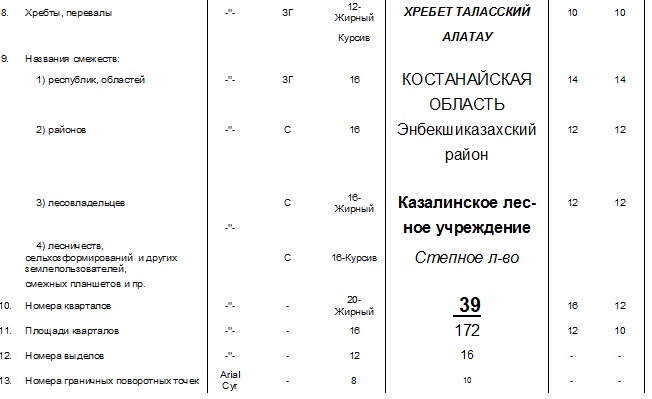 8. Хребты, перевалы -"- ЗГ 12- ХРЕБЕТ ТАЛАССКИЙ 10 10
Жирный
Курсив АЛАТАУ
9. Названия смежеств:
1) республик, областей -"- ЗГ 16 КОСТАНАЙСКАЯ 14 14
ОБЛАСТЬ
2) районов -"- С 16 Энбекшиказахский 12 12
район
3) лесовладельцев С 16- Казалинское лес- 12 12
Жирный
-"- ное учреждение
4) лесничеств,
сельхозформирований и других С 16-Курсив Степное л-во
землепользователей,
смежных планшетов и пр.
10. Номера кварталов -"- - 20- 39 16 12
Жирный
11. Площади кварталов -"- - 16 172 12 10
12. Номера выделов -"- - 12 16 - -
13. Номера граничных поворотных точек Arial - 8 10 - -
Cyr